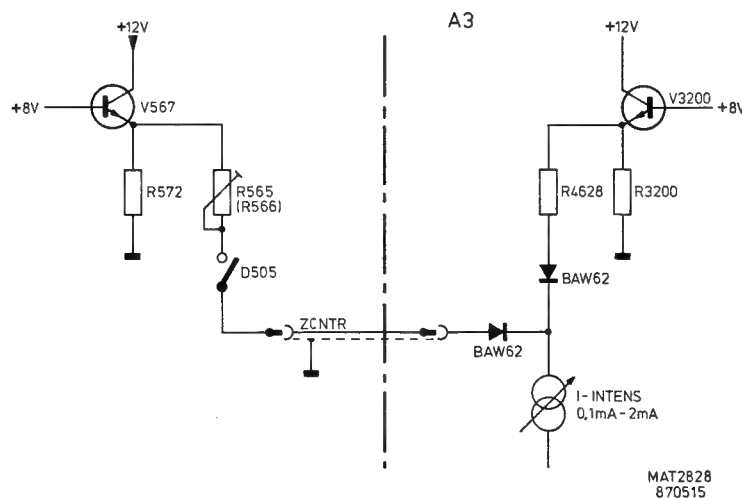 A3
+12V
+12V
+8V
V567
V3200
+8V
R572
R565
(R566)
R4628
R3200
D505
BAW62
ZCNTR
BAW62
I-INTENS
0,1mA-2mA
MAT2828
870515